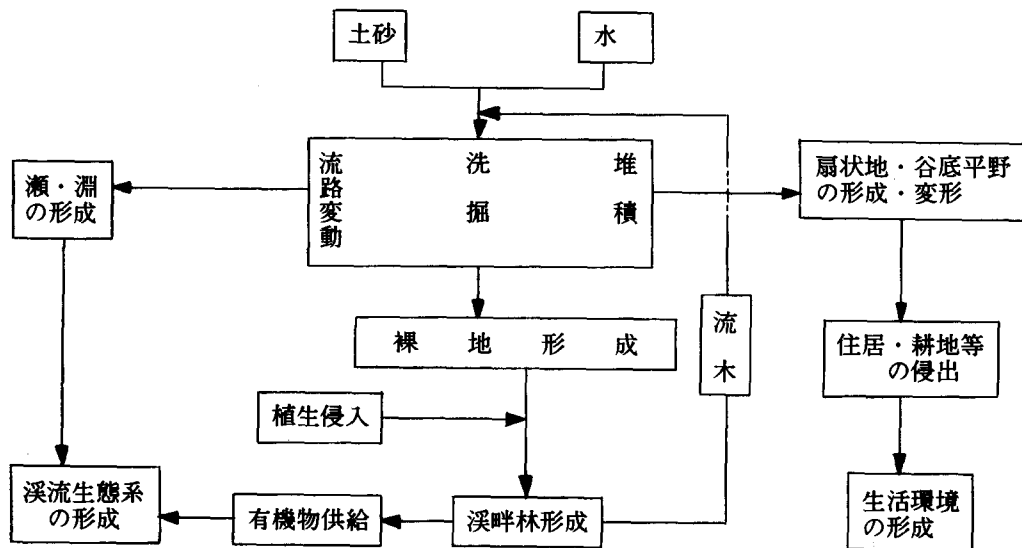 土砂
水
流路変動
洗掘
堆積
瀬・淵
の形成
扇状地・谷底平野
の形成・変形
裸地形成
流木
住居・耕地等
の侵出
植生侵入
渓流生態系
の形成
有機物供給
渓畔林形成
生活環境
の形成